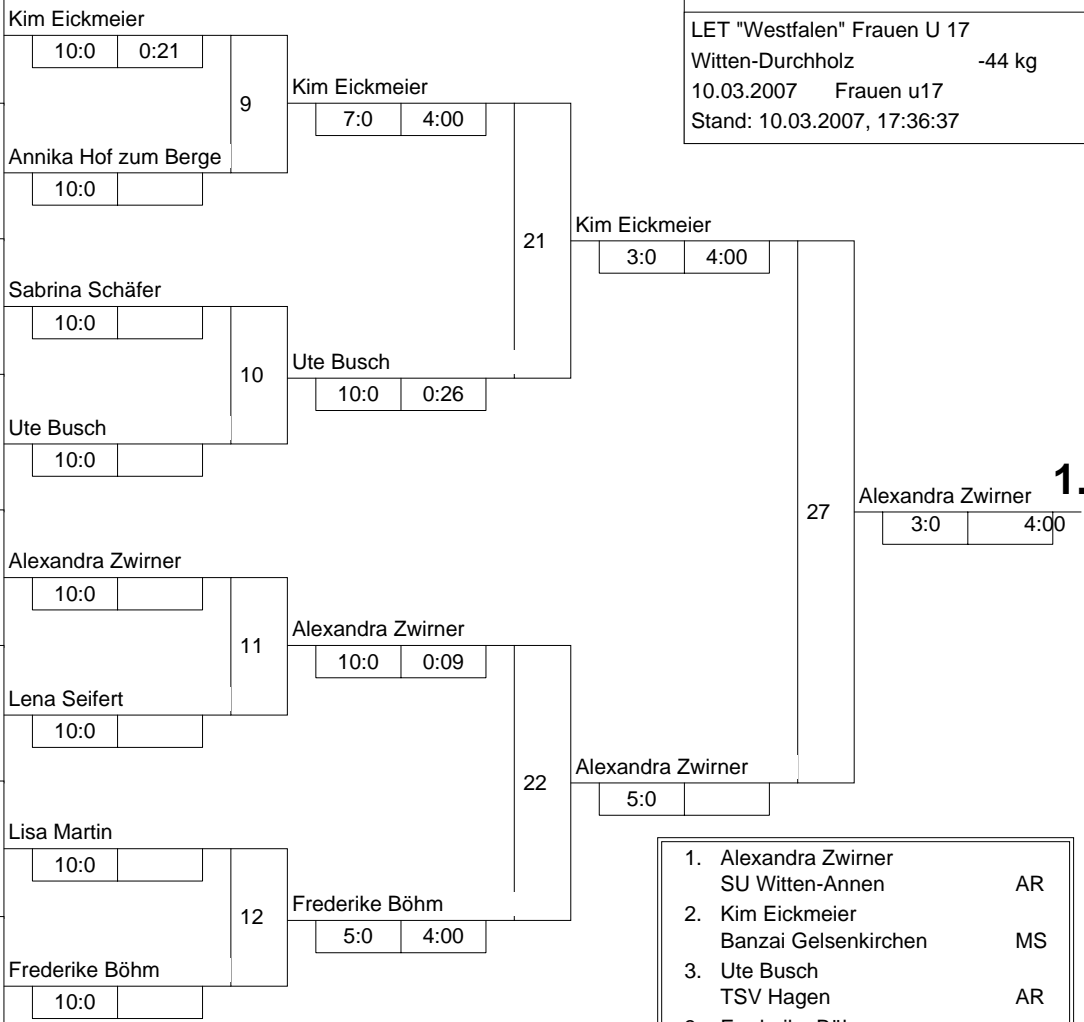 Kim Eickmeier
10:0 0:21
9
Annika Hof zum Berge
10:0
Sabrina Schäfer
10:0
10
Ute Busch
10:0
Alexandra Zwirner
10:0
11
Lena Seifert
10:0
Lisa Martin
10:0
12
Frederike Böhm
10:0
Kim Eickmeier
7:0 4:00
21
Ute Busch
10:0 0:26
Alexandra Zwirner
10:0 0:09
22
Frederike Böhm
5:0 4:00
Kim Eickmeier
3:0 4:00
27
Alexandra Zwirner
5:0
Alexandra Zwirner 1.
3:0 4:00
LET "Westfalen" Frauen U 17
Witten-Durchholz -44 kg
10.03.2007 Frauen u17
Stand: 10.03.2007, 17:36:37
1. Alexandra Zwirner
SU Witten-Annen AR
2. Kim Eickmeier
Banzai Gelsenkirchen MS
3. Ute Busch
TSV Hagen AR